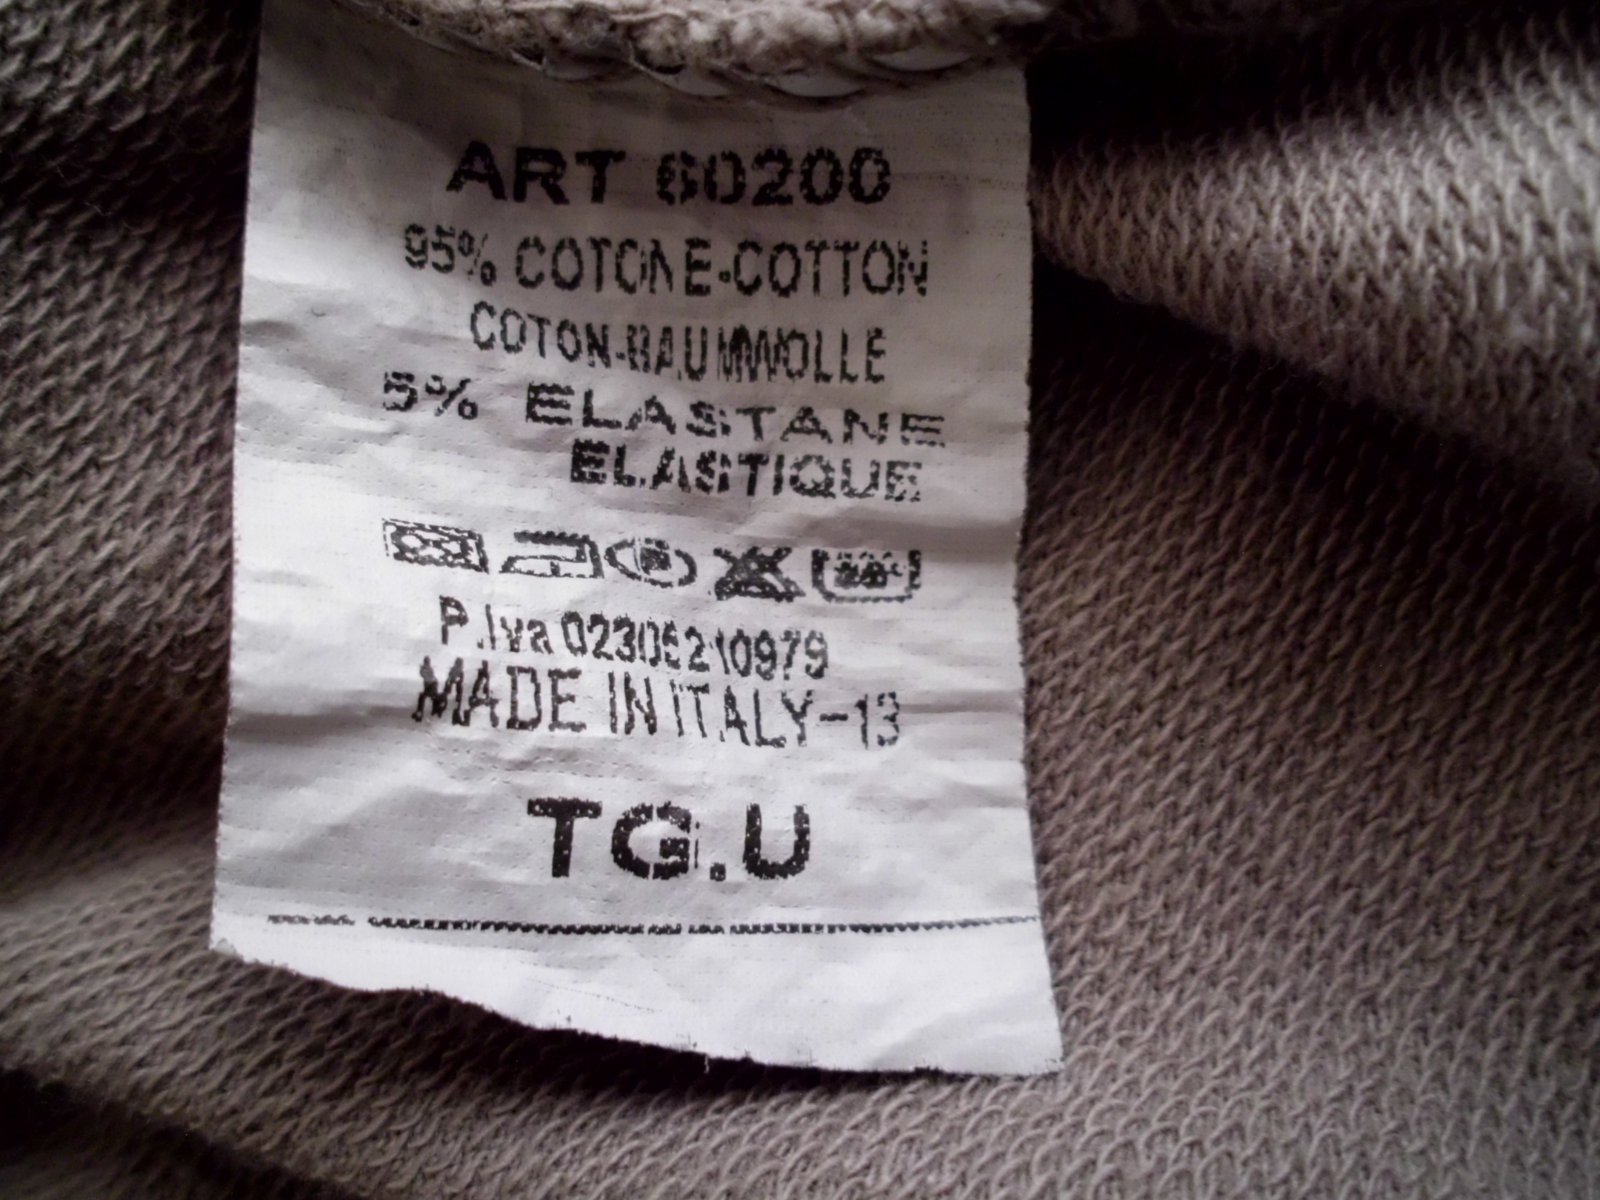 ART 60200
95% COTONE-COTTON
COTON-BAUMWOLLE
5% ELASTANE
ELASTIQUE
P.Iva 02306210979
MADE IN ITALY-13
TG.U